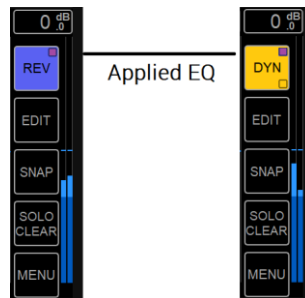 0 dB .0
REV
EDIT
SNAP
SOLO
CLEAR
MENU
Applied EQ
0 dB .0
DYN
EDIT
SNAP
SOLO
CLEAR
MENU